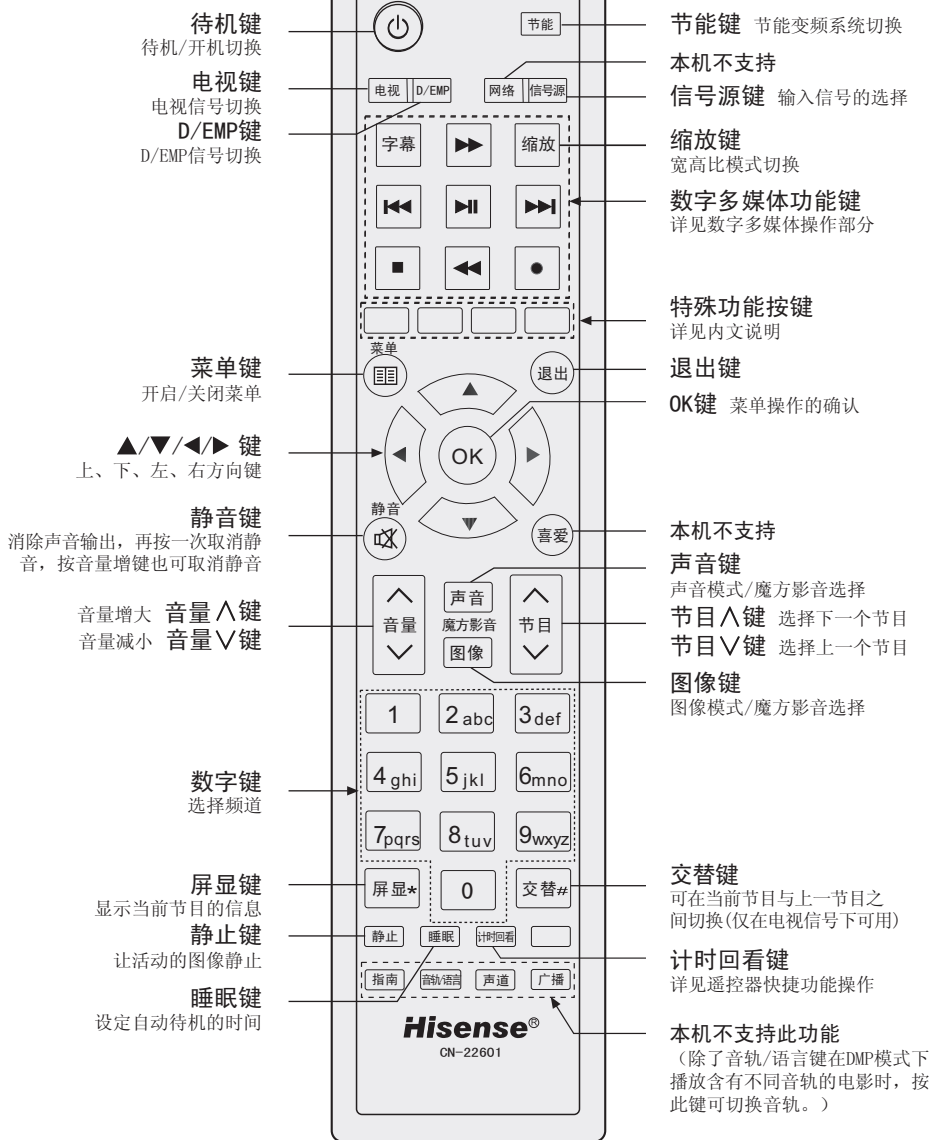 待机键
待机/开机切换
电视键
电视信号切换
D/EMP键
D/EMP信号切换
菜单键
开启/关闭菜单
▲/▼/◀/▶ 键
上、下、左、右方向键
静音键
消除声音输出，再按一次取消静
音，按音量增键也可取消静音
音量增大 音量∧键
音量减小 音量∨键
数字键
选择频道
屏显键
显示当前节目的信息
静止键
让活动的图像静止
睡眠键
设定自动待机的时间
节能
电视 D/EMP 网络 信号源
字幕 缩放
菜单
退出
OK
静音
喜爱
音量 声音 节目
魔方影音
图像
1 2 abc 3 def
4 ghi 5 jkl 6 mno
7 pqrs 8 tuv 9 wxyz
屏显* 0 交替#
静止 睡眠 计时回看
指南 音轨/语言 声道 广播
Hisense®
CN-22601
节能键 节能变频系统切换
本机不支持
信号源键 输入信号的选择
缩放键
宽高比模式切换
数字多媒体功能键
详见数字多媒体操作部分
特殊功能按键
详见内文说明
退出键
OK键 菜单操作的确认
本机不支持
声音键
声音模式/魔方影音选择
节目∧键 选择下一个节目
节目∨键 选择上一个节目
图像键
图像模式/魔方影音选择
交替键
可在当前节目与上一节目之
间切换(仅在电视信号下可用)
计时回看键
详见遥控器快捷功能操作
本机不支持此功能
（除了音轨/语言键在DMP模式下
播放含有不同音轨的电影时，按
此键可切换音轨。）